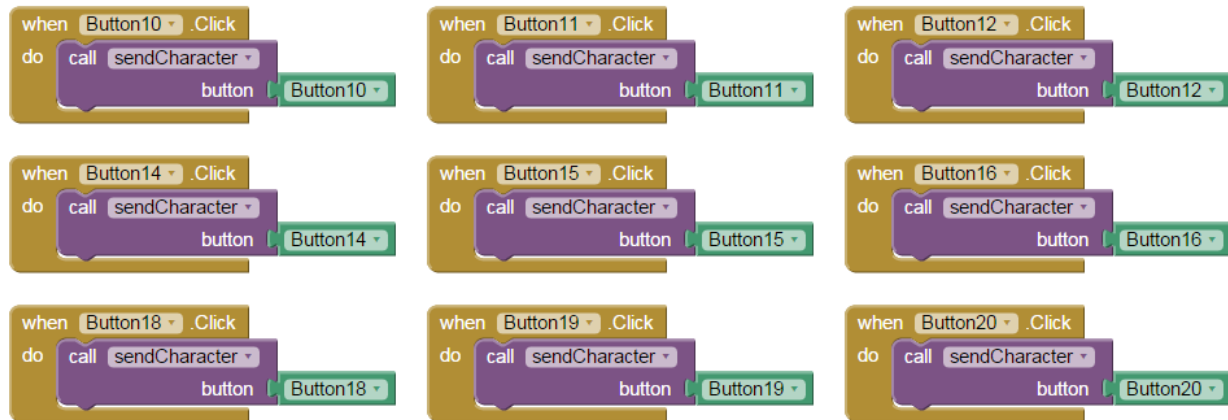 when Button10 .Click
do call sendCharacter
button Button10
when Button11 .Click
do call sendCharacter
button Button11
when Button12 .Click
do call sendCharacter
button Button12
when Button14 .Click
do call sendCharacter
button Button14
when Button15 .Click
do call sendCharacter
button Button15
when Button16 .Click
do call sendCharacter
button Button16
when Button18 .Click
do call sendCharacter
button Button18
when Button19 .Click
do call sendCharacter
button Button19
when Button20 .Click
do call sendCharacter
button Button20